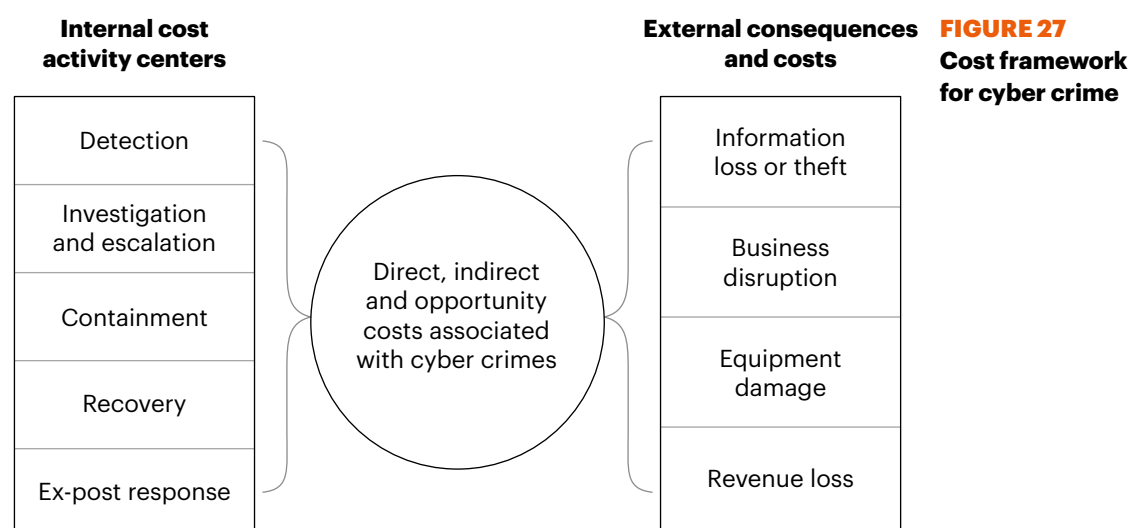 Internal cost
activity centers
Detection
Investigation
and escalation
Containment
Recovery
Ex-post response
Direct, indirect
and opportunity
costs associated
with cyber crimes
External consequences
and costs
Information
loss or theft
Business
disruption
Equipment
damage
Revenue loss
FIGURE 27
Cost framework
for cyber crime